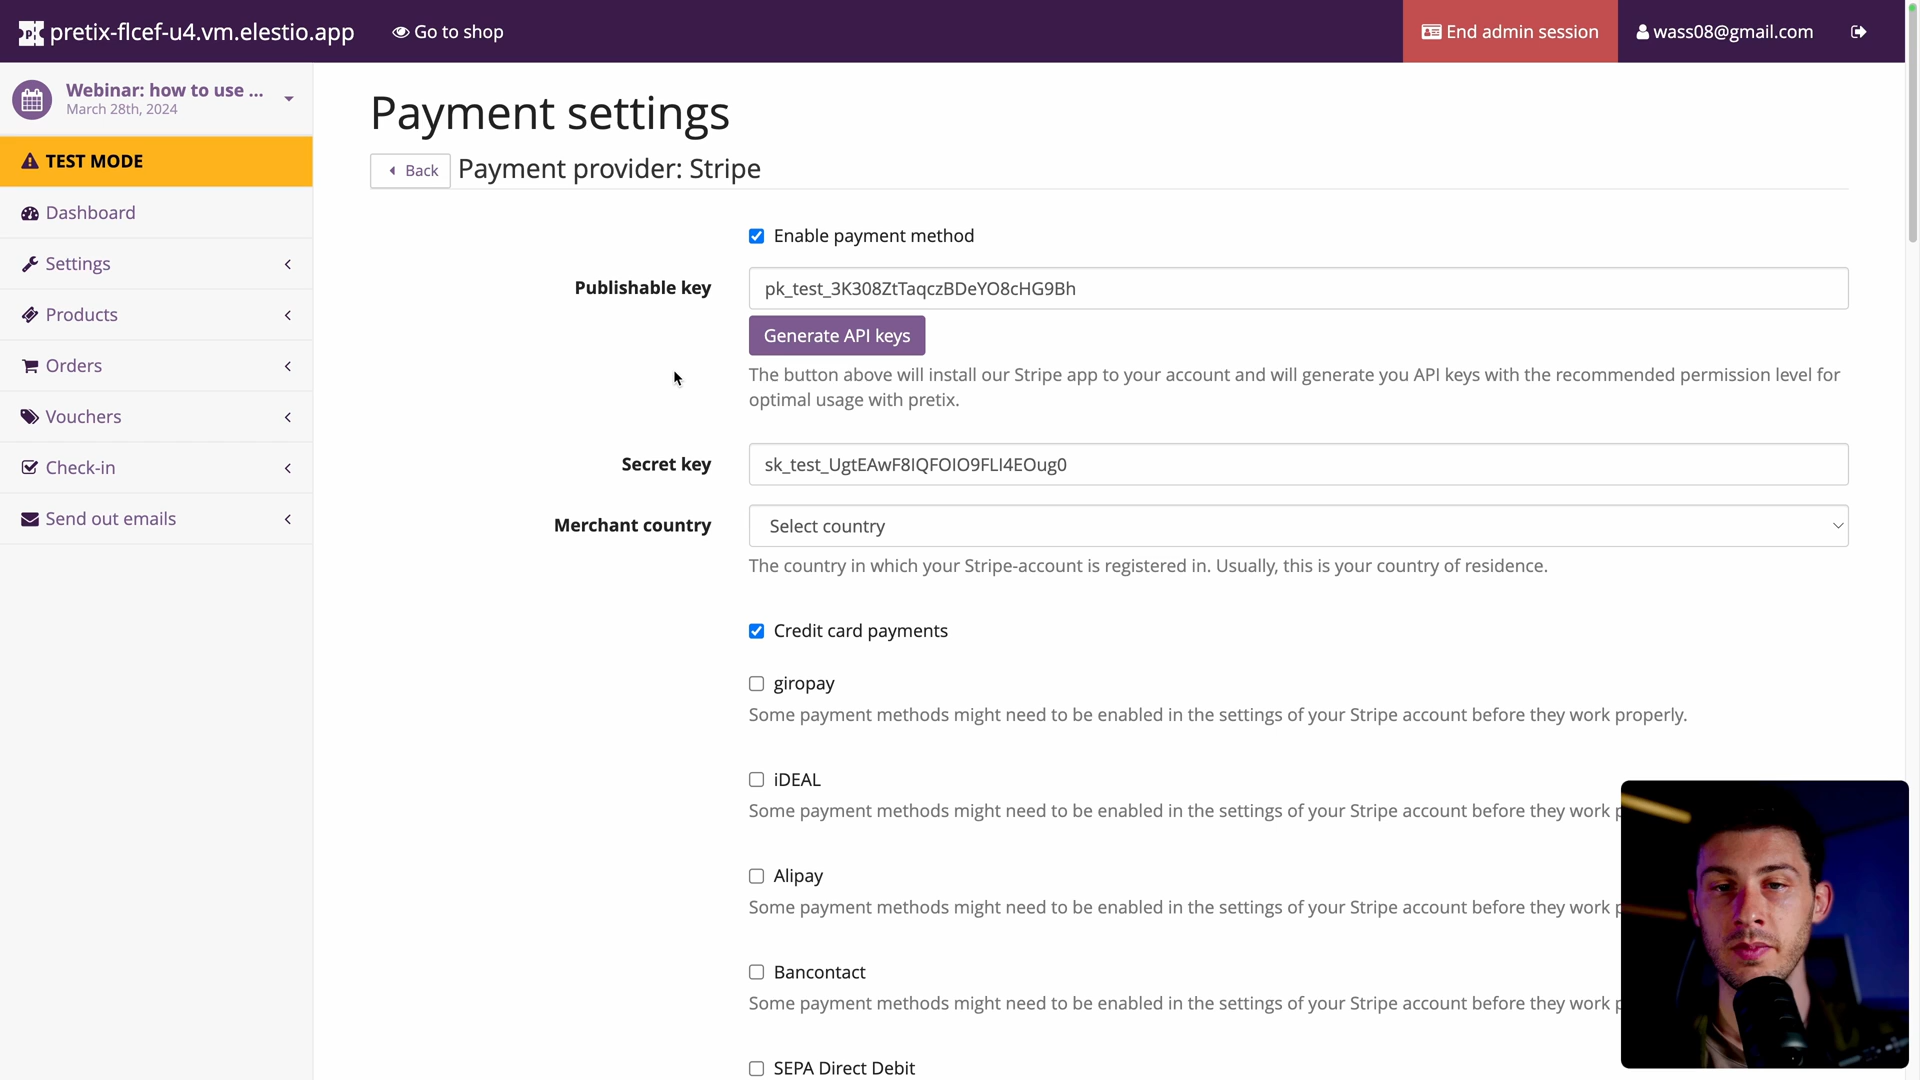 pretix-flcef-u4.vm.elestio.app
Go to shop
End admin session
wass08@gmail.com
Webinar: how to use ...
March 28th, 2024
TEST MODE
Dashboard
Settings
Products
Orders
Vouchers
Check-in
Send out emails
Payment settings
Back
Payment provider: Stripe
Enable payment method
Publishable key
pk_test_3K308ZtTaqczBDeYO8cHG9Bh
Generate API keys
The button above will install our Stripe app to your account and will generate you API keys with the recommended permission level for
optimal usage with pretix.
Secret key
sk_test_UgtEAwF8IQFOIO9FLI4EOug0
Merchant country
Select country
The country in which your Stripe-account is registered in. Usually, this is your country of residence.
Credit card payments
giropay
Some payment methods might need to be enabled in the settings of your Stripe account before they work properly.
iDEAL
Some payment methods might need to be enabled in the settings of your Stripe account before they work
Alipay
Some payment methods might need to be enabled in the settings of your Stripe account before they work
Bancontact
Some payment methods might need to be enabled in the settings of your Stripe account before they work
SEPA Direct Debit